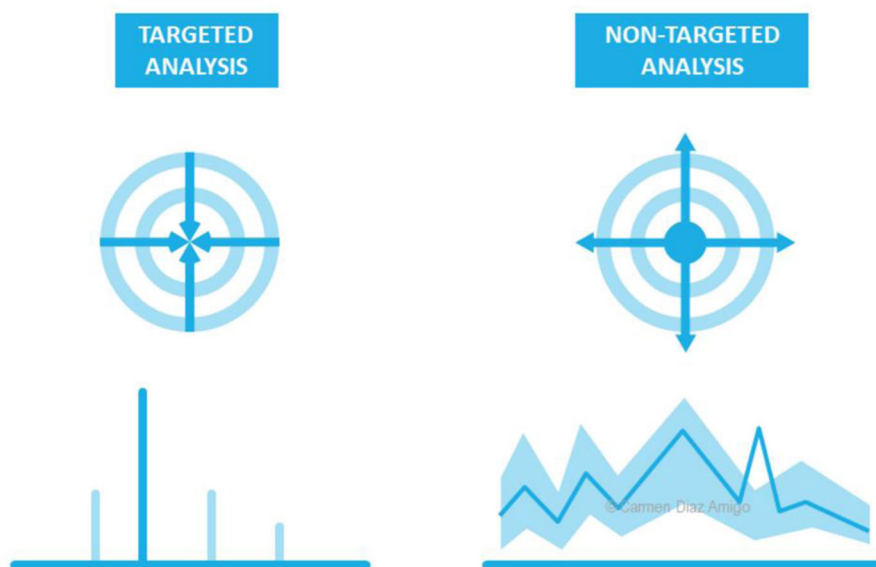 TARGETED
ANALYSIS
NON-TARGETED
ANALYSIS
© Carmen Diaz Amigo